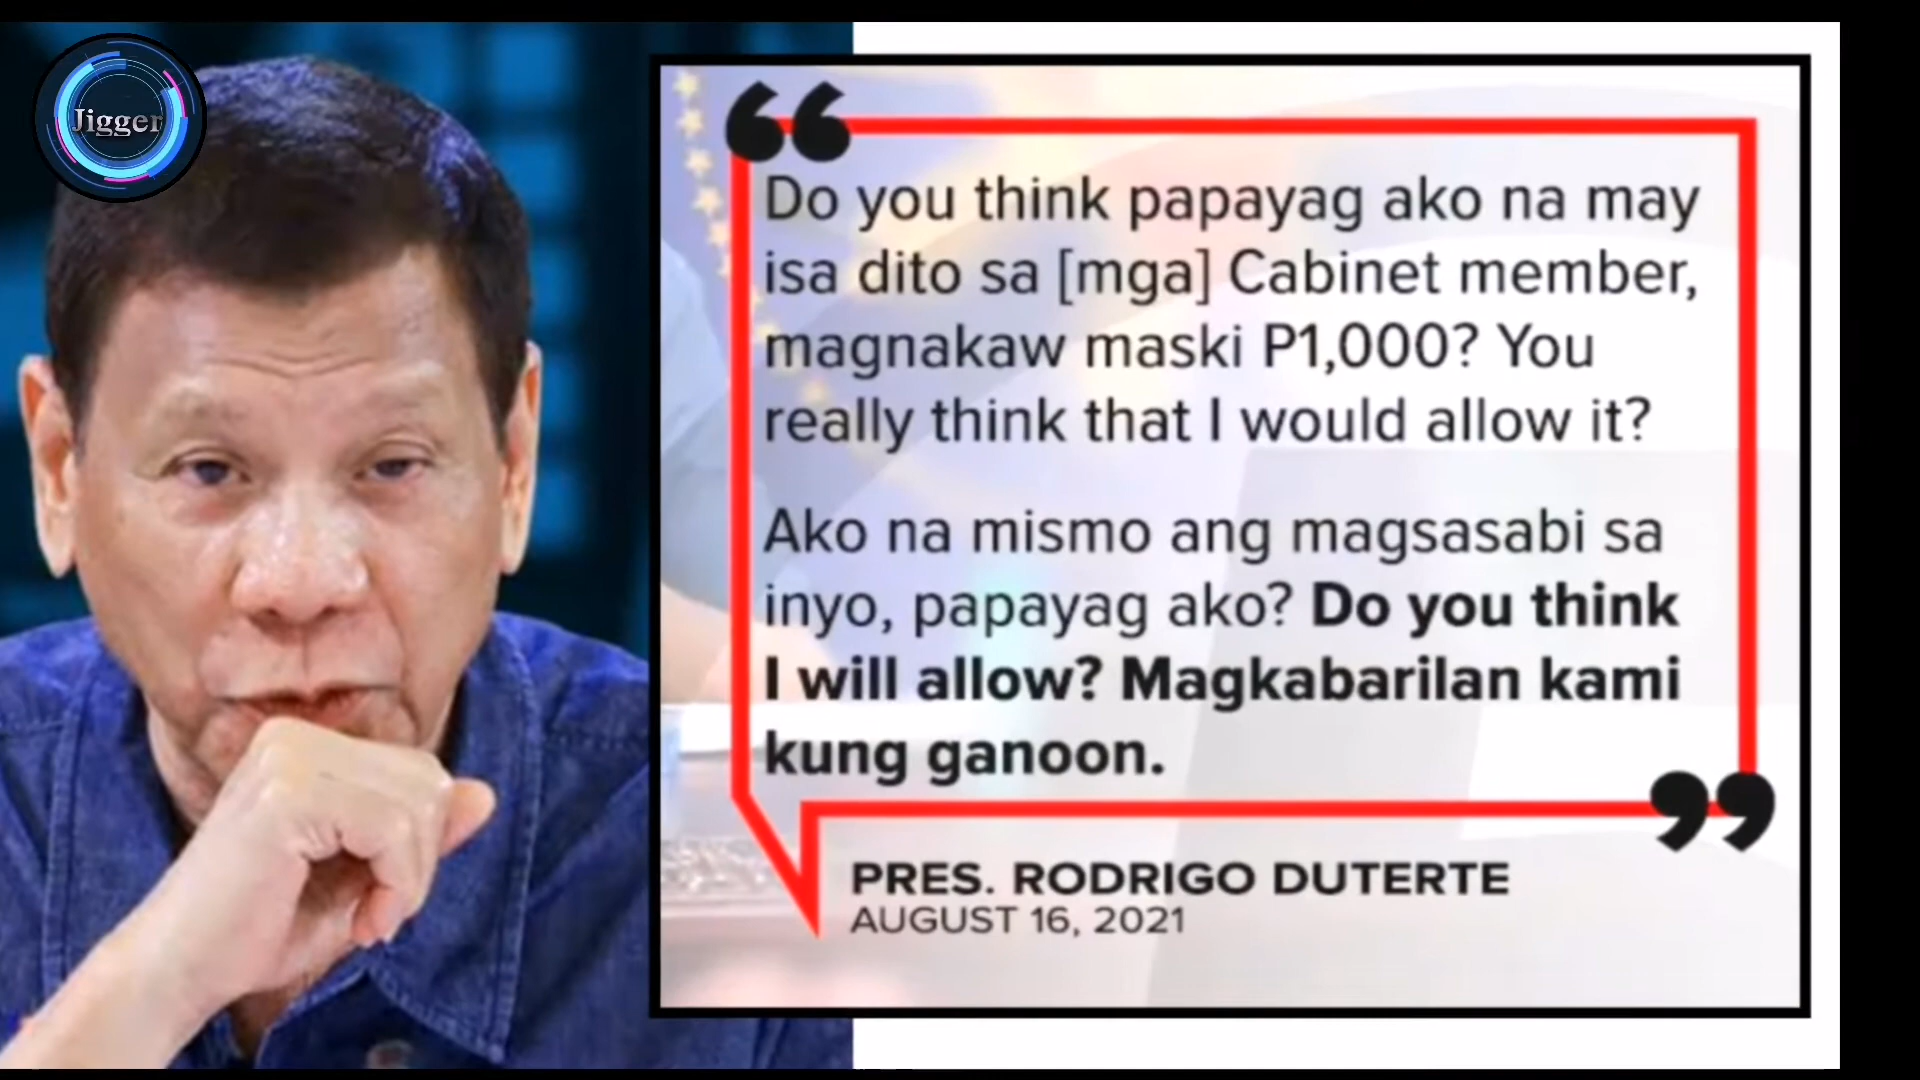 Jigger
Do you think papayag ako na may
isa dito sa [mga] Cabinet member,
magnakaw maski P1,000? You
really think that I would allow it?
Ako na mismo ang magsasabi sa
inyo, papayag ako? Do you think
I will allow? Magkabarilan kami
kung ganoon.
PRES. RODRIGO DUTERTE
AUGUST 16, 2021